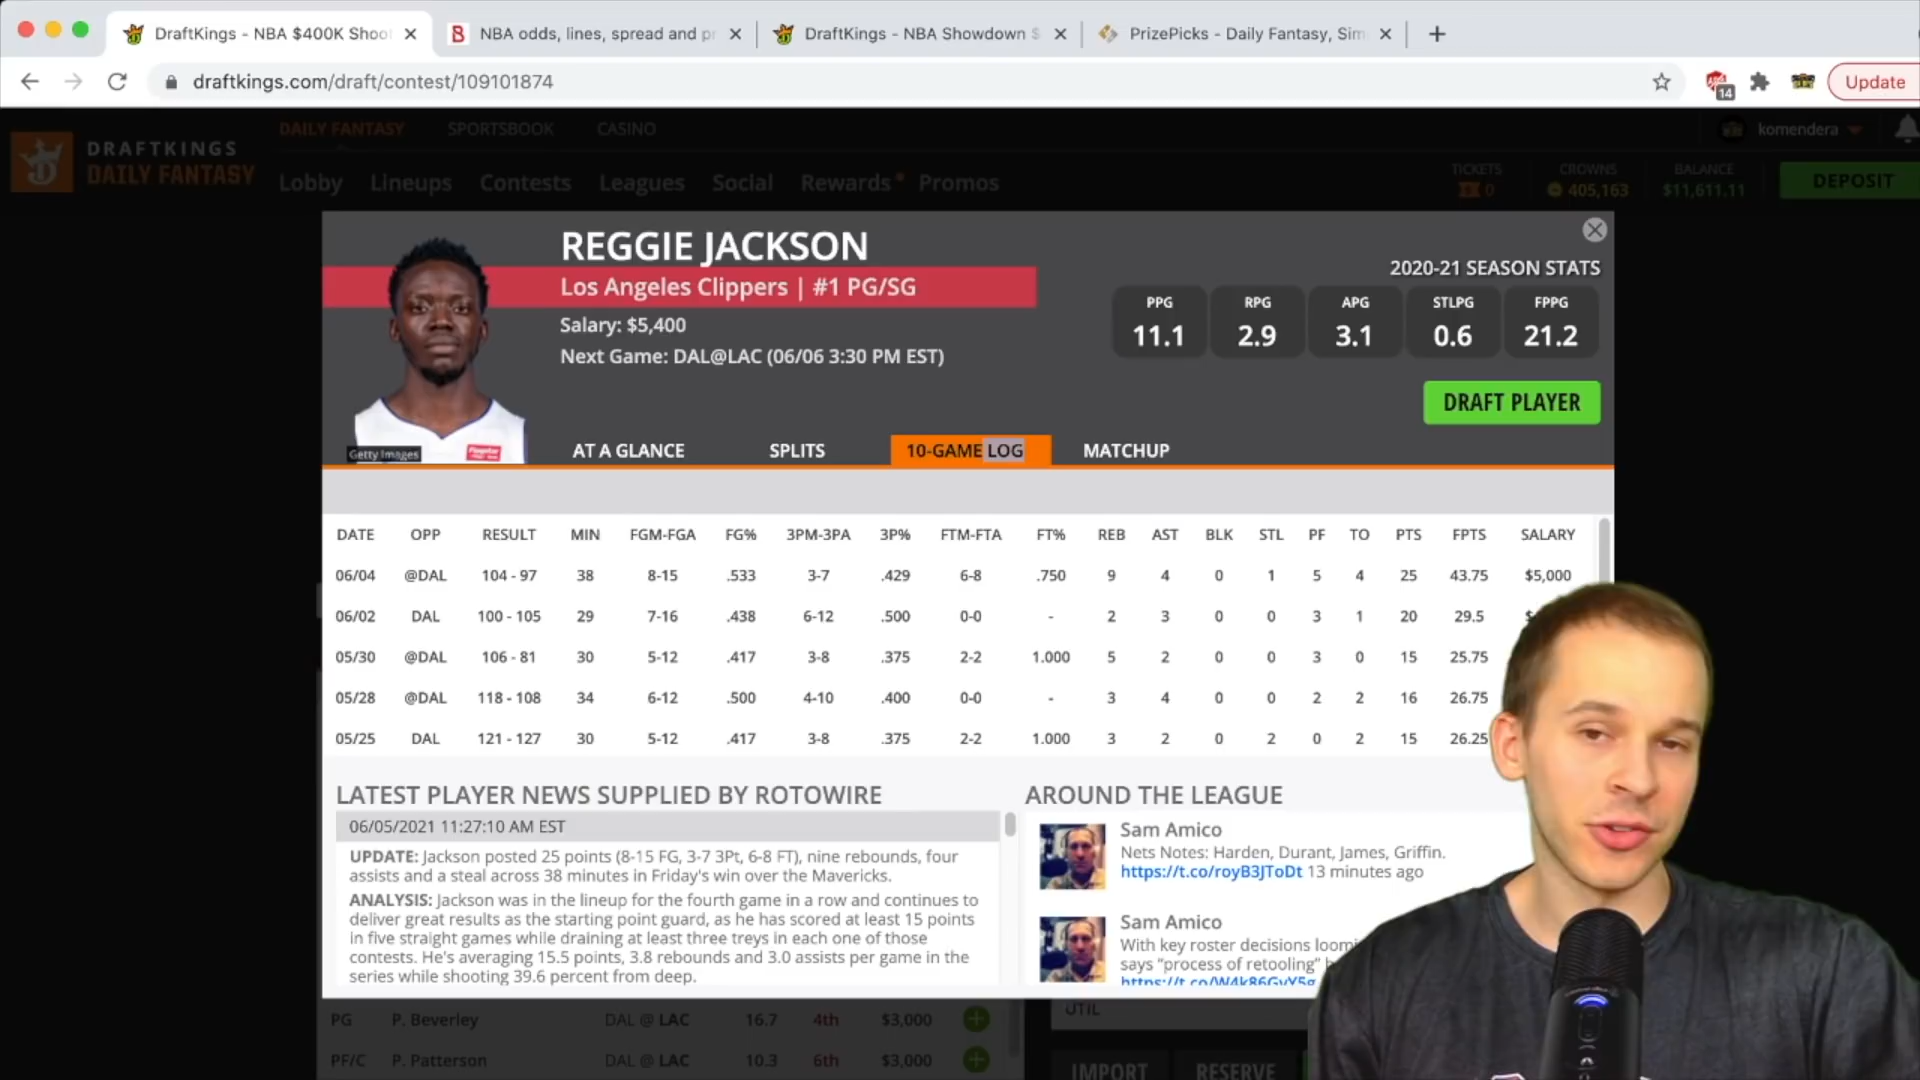 DraftKings - NBA $400K Shoot
NBA odds, lines, spread and pr
DraftKings - NBA Showdown $
PrizePicks - Daily Fantasy, Sim
draftkings.com/draft/contest/109101874
14
Update
DRAFTKINGS
DAILY FANTASY
DAILY FANTASY SPORTSBOOK CASINO
komendera
Lobby Lineups Contests Leagues Social Rewards Promos
TICKETS
0
CROWNS
405,163
BALANCE
$11,611.11
DEPOSIT
REGGIE JACKSON
Los Angeles Clippers | #1 PG/SG
Salary: $5,400
Next Game: DAL@LAC (06/06 3:30 PM EST)
Getty Images
2020-21 SEASON STATS
PPG RPG APG STLPG FPPG
11.1 2.9 3.1 0.6 21.2
DRAFT PLAYER
AT A GLANCE SPLITS 10-GAME LOG MATCHUP
DATE OPP RESULT MIN FGM-FGA FG% 3PM-3PA 3P% FTM-FTA FT% REB AST BLK STL PF TO PTS FPTS SALARY
06/04 @DAL 104 - 97 38 8-15 .533 3-7 .429 6-8 .750 9 4 0 1 5 4 25 43.75 $5,000
06/02 DAL 100 - 105 29 7-16 .438 6-12 .500 0-0 - 2 3 0 0 3 1 20 29.5
05/30 @DAL 106 - 81 30 5-12 .417 3-8 .375 2-2 1.000 5 2 0 0 3 0 15 25.75
05/28 @DAL 118 - 108 34 6-12 .500 4-10 .400 0-0 - 3 4 0 0 2 2 16 26.75
05/25 DAL 121 - 127 30 5-12 .417 3-8 .375 2-2 1.000 3 2 0 2 0 2 15 26.25
LATEST PLAYER NEWS SUPPLIED BY ROTOWIRE
06/05/2021 11:27:10 AM EST
UPDATE: Jackson posted 25 points (8-15 FG, 3-7 3Pt, 6-8 FT), nine rebounds, four
assists and a steal across 38 minutes in Friday's win over the Mavericks.
ANALYSIS: Jackson was in the lineup for the fourth game in a row and continues to
deliver great results as the starting point guard, as he has scored at least 15 points
in five straight games while draining at least three treys in each one of those
contests. He's averaging 15.5 points, 3.8 rebounds and 3.0 assists per game in the
series while shooting 39.6 percent from deep.
AROUND THE LEAGUE
Sam Amico
Nets Notes: Harden, Durant, James, Griffin.
https://t.co/royB3JToDt 13 minutes ago
Sam Amico
With key roster decisions loomi
says “process of retooling”
https://t.co/W4k86GvY5g
PG P. Beverley DAL @ LAC 16.7 4th $3,000
PF/C P. Patterson DAL @ LAC 10.3 6th $3,000
UTIL
IMPORT RESERVE